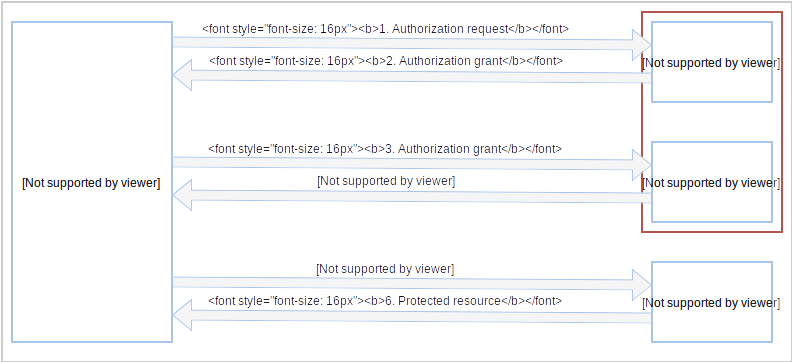 <font style="font-size: 16px"><b>1. Authorization request</b></font>
<font style="font-size: 16px"><b>2. Authorization grant</b></font>
[Not supported by viewer]
<font style="font-size: 16px"><b>3. Authorization grant</b></font>
[Not supported by viewer]
[Not supported by viewer]
[Not supported by viewer]
[Not supported by viewer]
<font style="font-size: 16px"><b>6. Protected resource</b></font>
[Not supported by viewer]